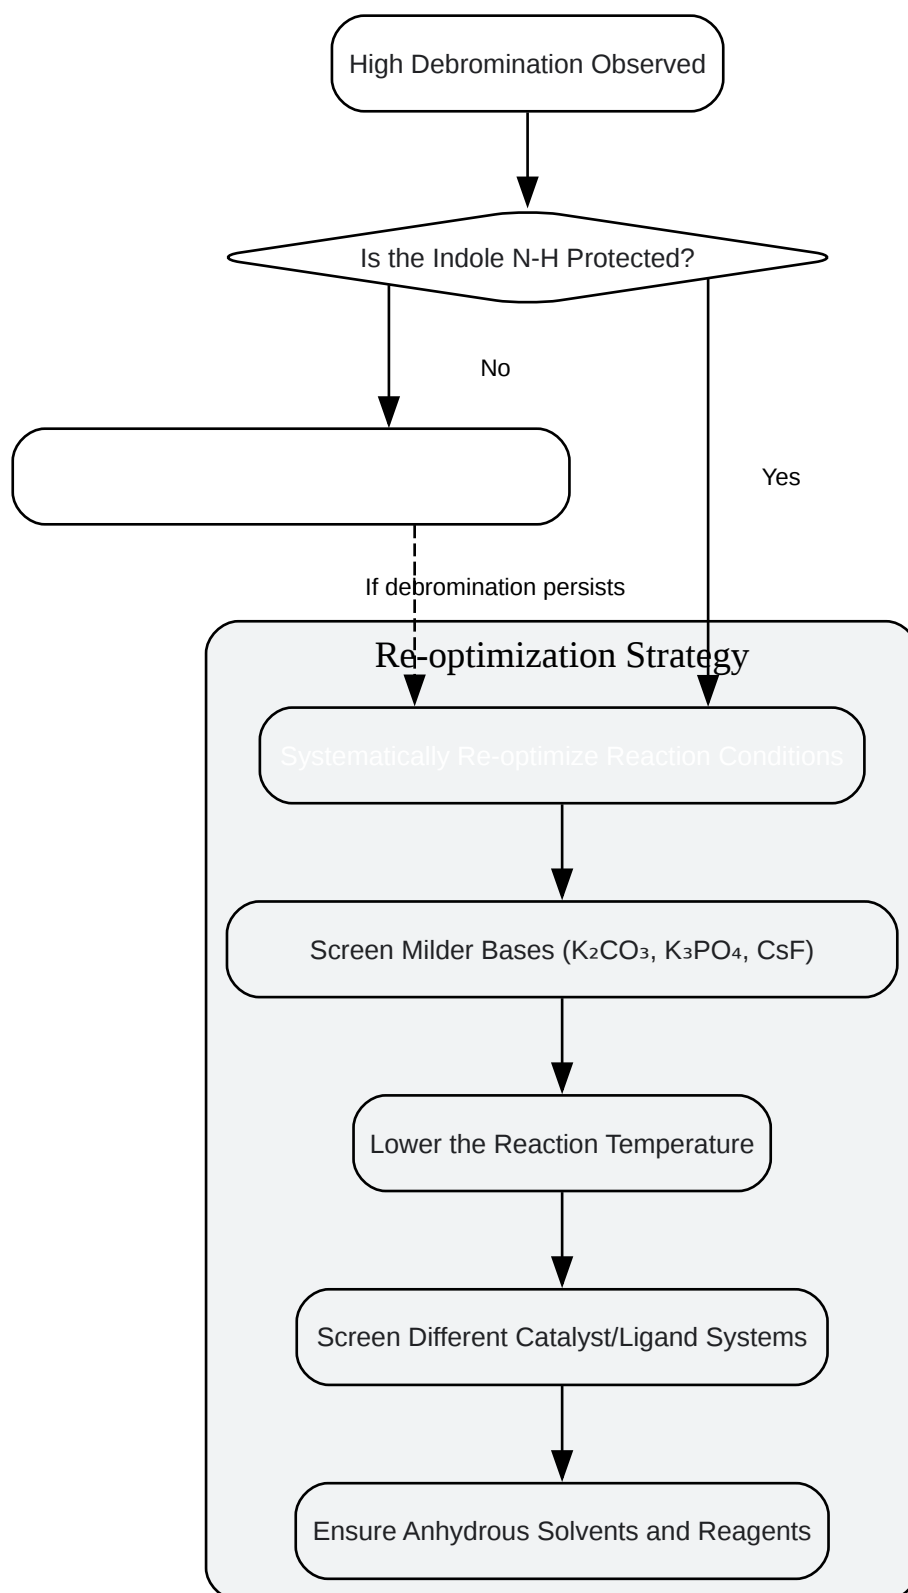 High Debromination Observed
Is the Indole N-H Protected?
No
Yes
If debromination persists
Re-optimization Strategy
Systematically Re-optimize Reaction Conditions
Screen Milder Bases (K₂CO₃, K₃PO₄, CsF)
Lower the Reaction Temperature
Screen Different Catalyst/Ligand Systems
Ensure Anhydrous Solvents and Reagents